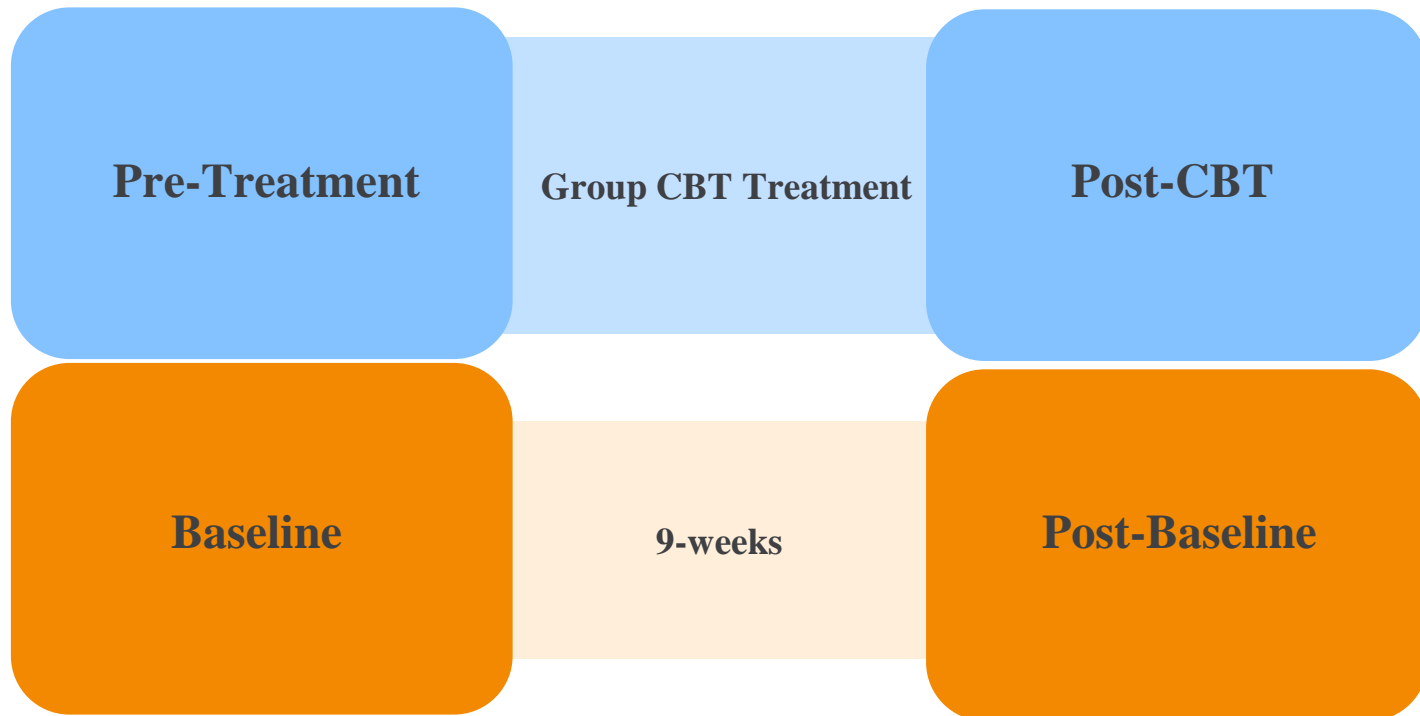 Pre-Treatment
Group CBT Treatment
Post-CBT
Baseline
9-weeks
Post-Baseline